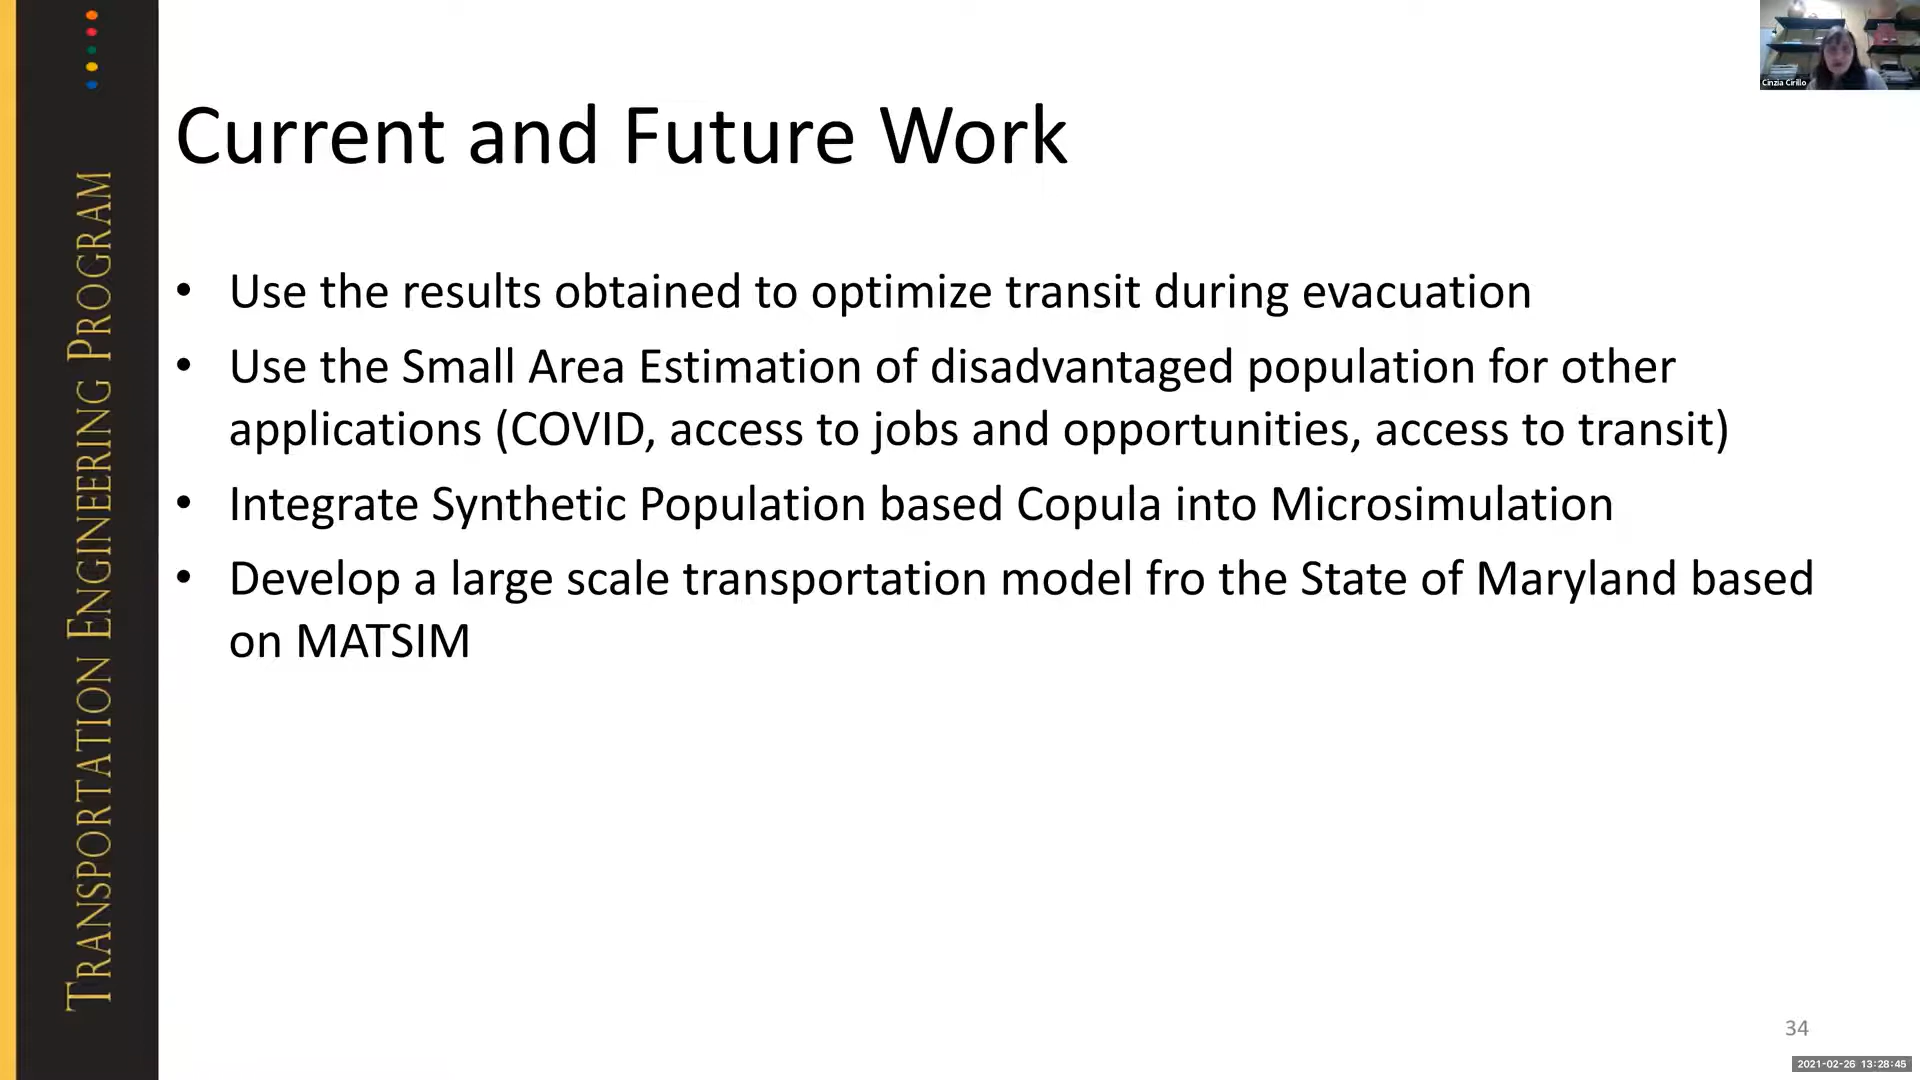 Cinzia Cirillo
TRANSPORTATION ENGINEERING PROGRAM
Current and Future Work
• Use the results obtained to optimize transit during evacuation
• Use the Small Area Estimation of disadvantaged population for other
applications (COVID, access to jobs and opportunities, access to transit)
• Integrate Synthetic Population based Copula into Microsimulation
• Develop a large scale transportation model fro the State of Maryland based
on MATSIM
34
2021-02-26 13:28:45